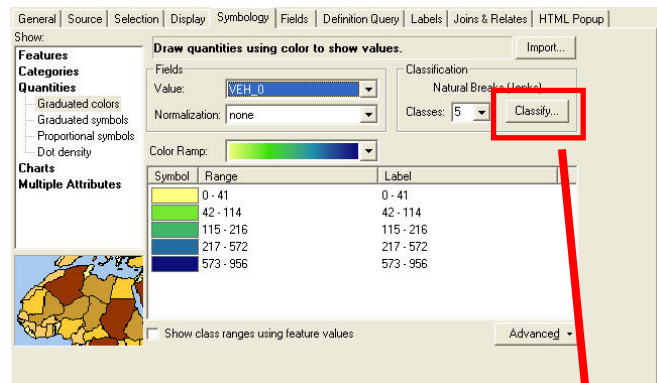 General Source Selection Display Symbology Fields Definition Query Labels Joins & Relates HTML Popup
Show:
Features
Categories
Quantities
Graduated colors
Graduated symbols
Proportional symbols
Dot density
Charts
Multiple Attributes
Draw quantities using color to show values.
Import...
Fields
Value: VEH_0
Normalization: none
Classification
Natural Breaks (Jenks)
Classes: 5 Classify...
Color Ramp:
Symbol Range Label
0 - 41 0 - 41
42 - 114 42 - 114
115 - 216 115 - 216
217 - 572 217 - 572
573 - 956 573 - 956
Show class ranges using feature values
Advanced